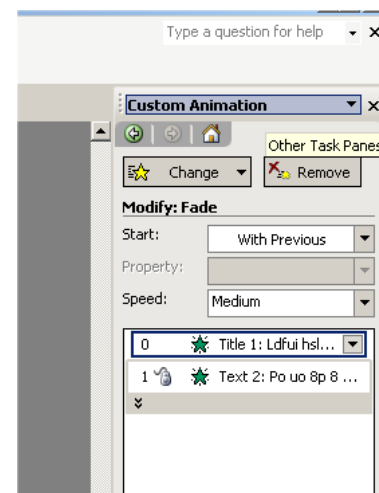 Type a question for help
Custom Animation
Other Task Panes
Change
Remove
Modify: Fade
Start:
With Previous
Property:
Speed:
Medium
0 Title 1: Ldfui hsl...
1 Text 2: Po uo 8p 8 ...